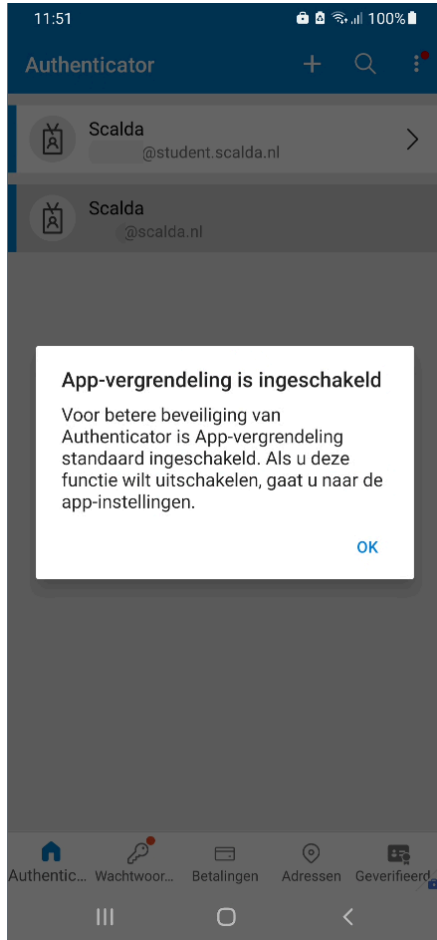 11:51
100%
Authenticator
Scalda
@student.scalda.nl
Scalda
@scalda.nl
App-vergrendeling is ingeschakeld
Voor betere beveiliging van
Authenticator is App-vergrendeling
standaard ingeschakeld. Als u deze
functie wilt uitschakelen, gaat u naar de
app-instellingen.
OK
Authentic... Wachtwoor... Betalingen Adressen Geverifieerd